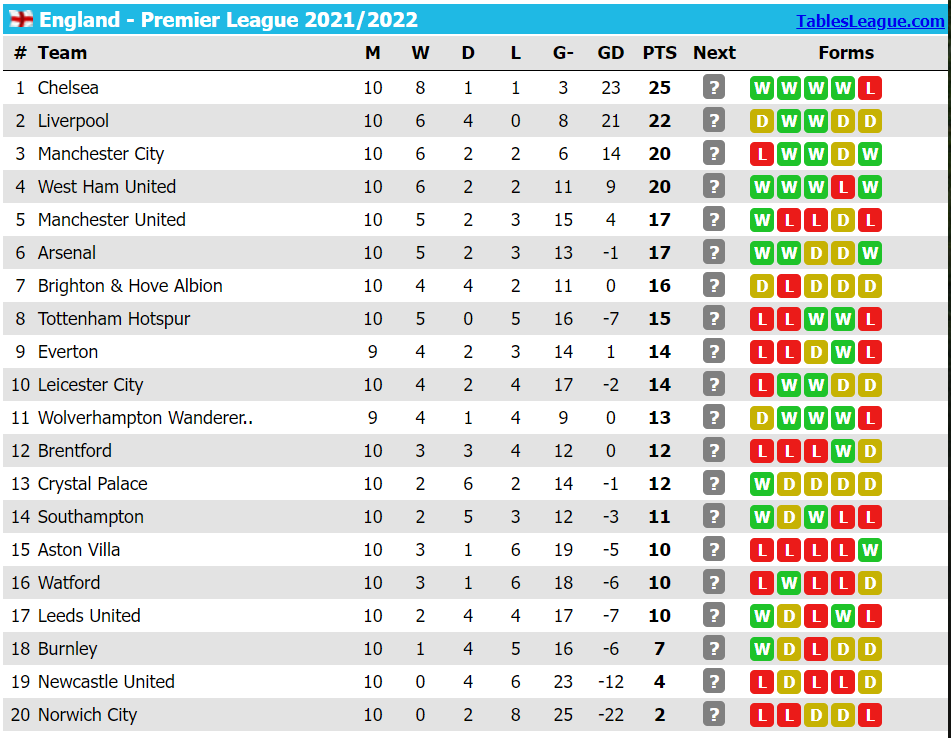 England - Premier League 2021/2022 TablesLeague.com
# Team M W D L G- GD PTS Next Forms
1 Chelsea 10 8 1 1 3 23 25 ? W W W W L
2 Liverpool 10 6 4 0 8 21 22 ? D W W D D
3 Manchester City 10 6 2 2 6 14 20 ? L W W D W
4 West Ham United 10 6 2 2 11 9 20 ? W W W L W
5 Manchester United 10 5 2 3 15 4 17 ? W L L D L
6 Arsenal 10 5 2 3 13 -1 17 ? W W D D W
7 Brighton & Hove Albion 10 4 4 2 11 0 16 ? D L D D D
8 Tottenham Hotspur 10 5 0 5 16 -7 15 ? L L W W L
9 Everton 9 4 2 3 14 1 14 ? L L D W L
10 Leicester City 10 4 2 4 17 -2 14 ? L W W D D
11 Wolverhampton Wanderer.. 9 4 1 4 9 0 13 ? D W W W L
12 Brentford 10 3 3 4 12 0 12 ? L L L W D
13 Crystal Palace 10 2 6 2 14 -1 12 ? W D D D D
14 Southampton 10 2 5 3 12 -3 11 ? W D W L L
15 Aston Villa 10 3 1 6 19 -5 10 ? L L L L W
16 Watford 10 3 1 6 18 -6 10 ? L W L L D
17 Leeds United 10 2 4 4 17 -7 10 ? W D L W L
18 Burnley 10 1 4 5 16 -6 7 ? W D L D D
19 Newcastle United 10 0 4 6 23 -12 4 ? L D L L D
20 Norwich City 10 0 2 8 25 -22 2 ? L L D D L